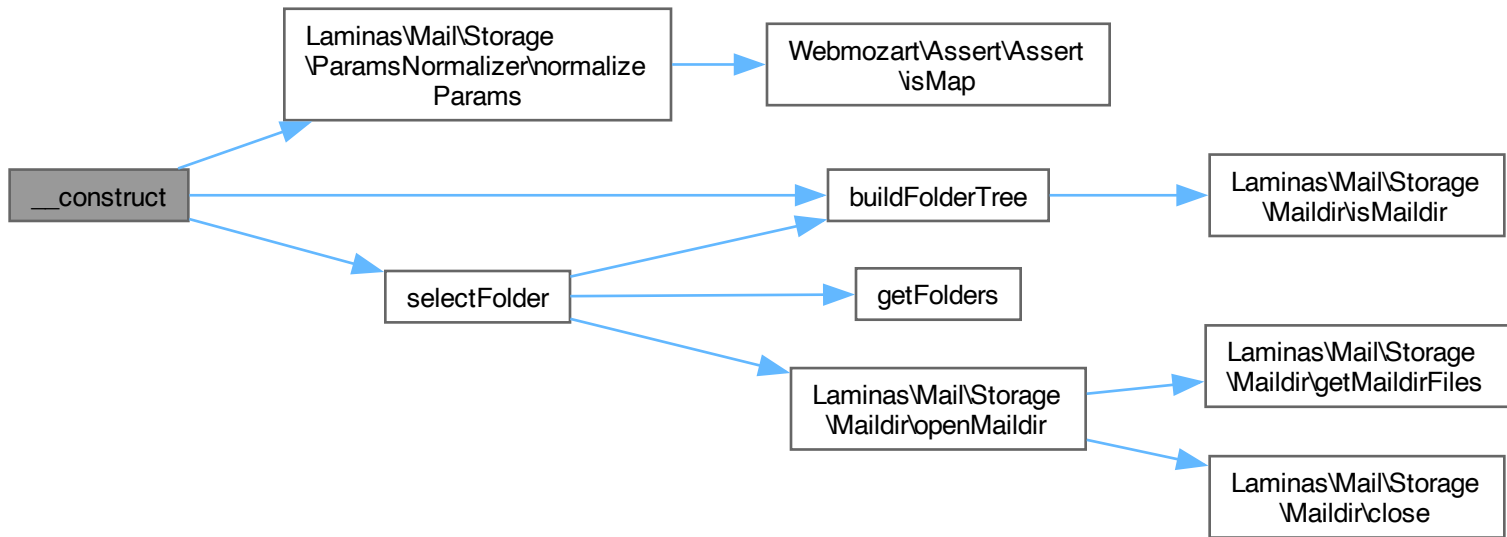 Laminas\Mail\Storage
\ParamsNormalizer\normalize
Params
Webmozart\Assert\Assert
\isMap
__construct
buildFolderTree
Laminas\Mail\Storage
\Maildir\isMaildir
selectFolder
getFolders
Laminas\Mail\Storage
\Maildir\openMaildir
Laminas\Mail\Storage
\Maildir\getMaildirFiles
Laminas\Mail\Storage
\Maildir\close